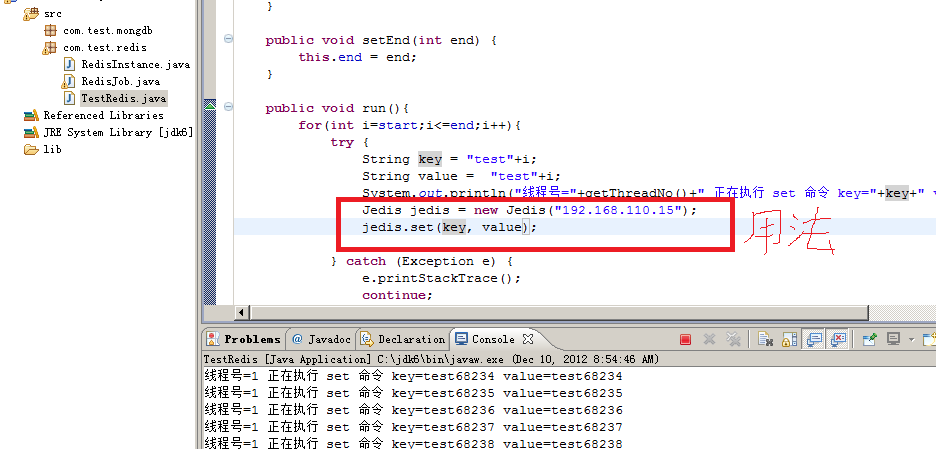 src
com.test.mongdb
com.test.redis
RedisInstance.java
RedisJob.java
TestRedis.java
Referenced Libraries
JRE System Library [jdk6]
lib
}
public void setEnd(int end) {
this.end = end;
}
public void run(){
for(int i=start;i<=end;i++){
try {
String key = "test"+i;
String value =  "test"+i;
System.out.println("线程号="+getThreadNo()+" 正在执行 set 命令 key="+key+" v
Jedis jedis = new Jedis("192.168.110.15");
jedis.set(key, value);
用法
} catch (Exception e) {
e.printStackTrace();
continue;
Problems @ Javadoc Declaration Console
TestRedis [Java Application] C:\jdk6\bin\javaw.exe (Dec 10, 2012 8:54:46 AM)
线程号=1 正在执行 set 命令 key=test68234 value=test68234
线程号=1 正在执行 set 命令 key=test68235 value=test68235
线程号=1 正在执行 set 命令 key=test68236 value=test68236
线程号=1 正在执行 set 命令 key=test68237 value=test68237
线程号=1 正在执行 set 命令 key=test68238 value=test68238